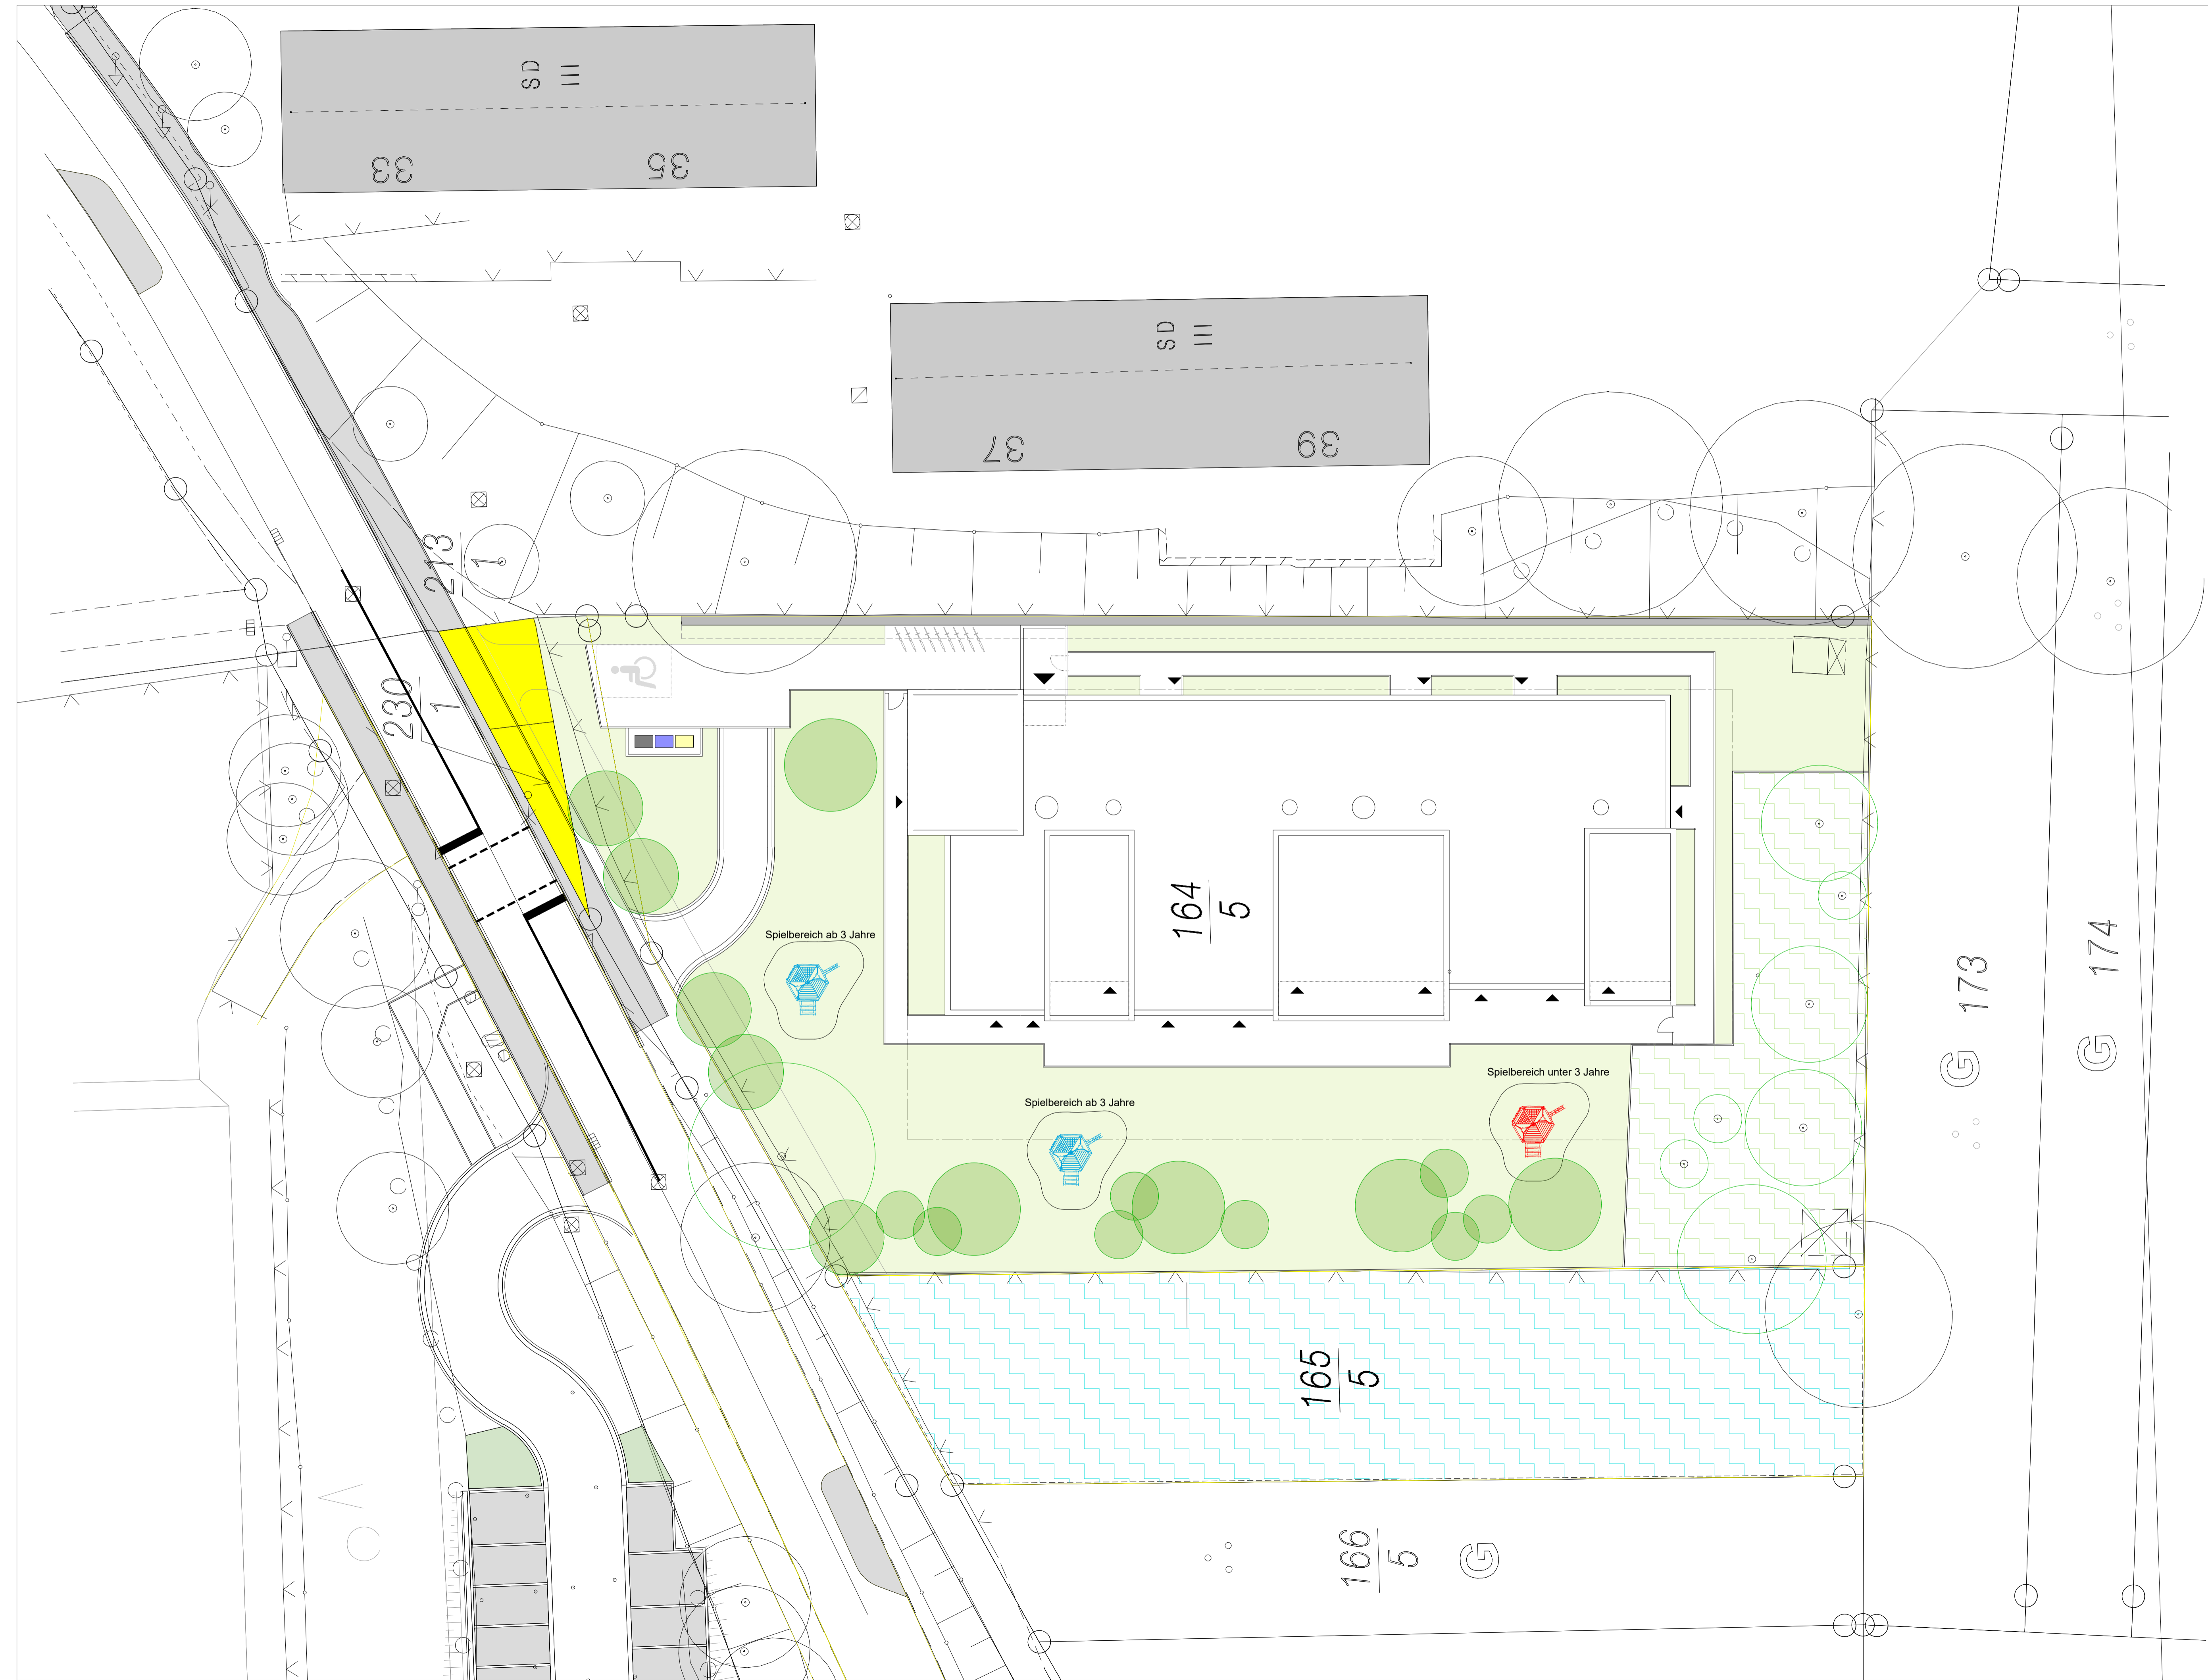 SD
III
33
35
SD
III
37
39
213
1
230
1
Spielbereich ab 3 Jahre
164
5
G 173
G 174
Spielbereich unter 3 Jahre
Spielbereich ab 3 Jahre
165
5
166
5
G